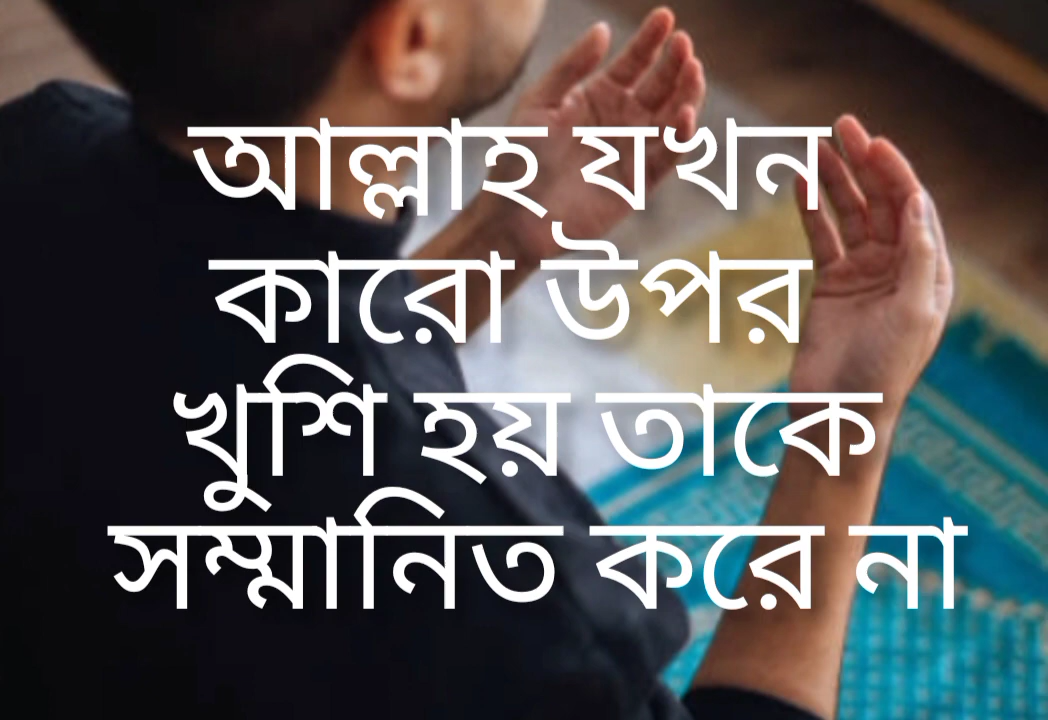 আল্লাহ যখন
কারো উপর
খুশি হয় তাকে
সম্মানিত করে না